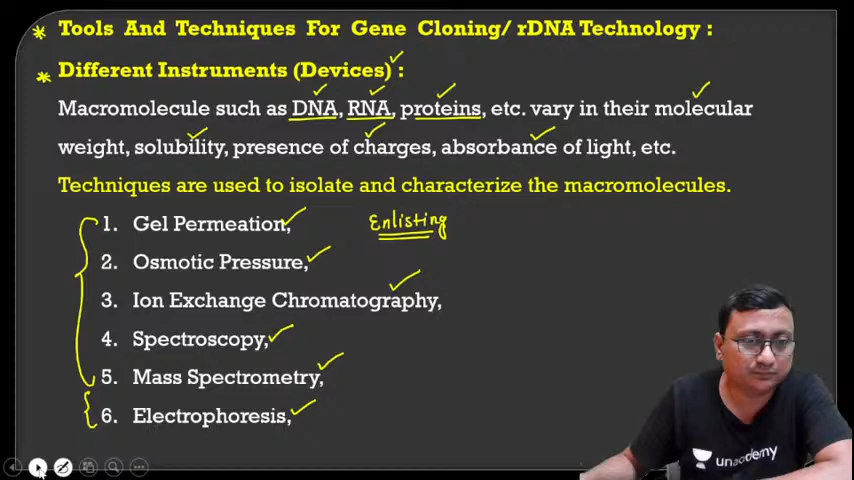 * Tools And Techniques For Gene Cloning/ rDNA Technology :
* Different Instruments (Devices) :
Macromolecule such as DNA, RNA, proteins, etc. vary in their molecular
weight, solubility, presence of charges, absorbance of light, etc.
Techniques are used to isolate and characterize the macromolecules.
1. Gel Permeation,
Enlisting
2. Osmotic Pressure,
3. Ion Exchange Chromatography,
4. Spectroscopy,
5. Mass Spectrometry,
6. Electrophoresis,
unacademy